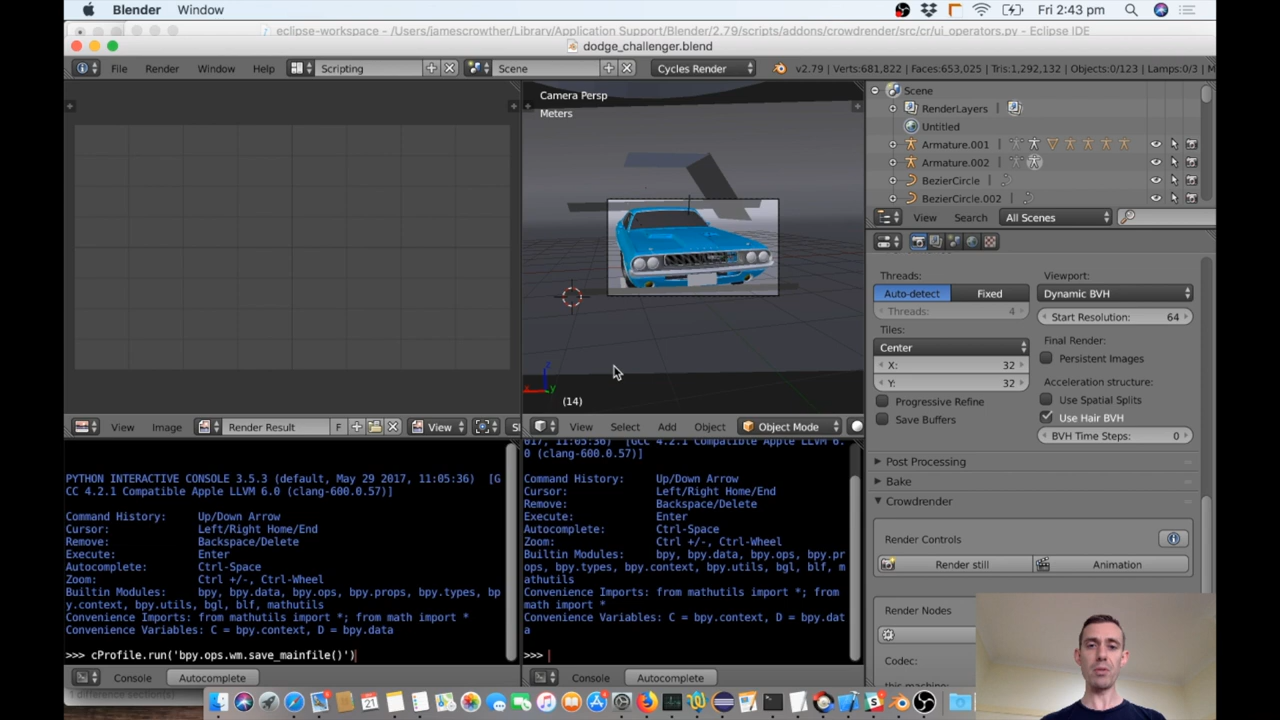 Blender Window Fri 2:43 pm
eclipse-workspace - /Users/jamescrowther/Library/Application Support/Blender/2.79/scripts/addons/crowdrender/src/cr/ui_operators.py - Eclipse IDE
dodge_challenger.blend
File Render Window Help Scripting Scene Cycles Render v2.79 | Verts:681,822 | Faces:653,025 | Tris:1,292,132 | Objects:0/123 | Lamps:0/3 | M
Camera Persp
Meters
(14)
Scene
RenderLayers
Untitled
Armature.001
Armature.002
BezierCircle
BezierCircle.002
View Search All Scenes
Threads:
Auto-detect Fixed
Threads: 4
Tiles:
Center
X: 32
Y: 32
Progressive Refine
Save Buffers
Viewport:
Dynamic BVH
Start Resolution: 64
Final Render:
Persistent Images
Acceleration structure:
Use Spatial Splits
Use Hair BVH
BVH Time Steps: 0
Post Processing
Bake
Crowdrender
Render Controls
Render still Animation
Render Nodes
Codec:
View Image Render Result F View
View Select Add Object Object Mode
PYTHON INTERACTIVE CONSOLE 3.5.3 (default, May 29 2017, 11:05:36) [G
CC 4.2.1 Compatible Apple LLVM 6.0 (clang-600.0.57)]
Command History: Up/Down Arrow
Cursor: Left/Right Home/End
Remove: Backspace/Delete
Execute: Enter
Autocomplete: Ctrl-Space
Zoom: Ctrl +/-, Ctrl-Wheel
Builtin Modules: bpy, bpy.data, bpy.ops, bpy.props, bpy.types, bp
y.context, bpy.utils, bgl, blf, mathutils
Convenience Imports: from mathutils import *; from math import *
Convenience Variables: C = bpy.context, D = bpy.data
>>> cProfile.run('bpy.ops.wm.save_mainfile()')
Console Autocomplete
017, 11:05:36) [GCC 4.2.1 Compatible Apple LLVM 6.
0 (clang-600.0.57)]
Command History: Up/Down Arrow
Cursor: Left/Right Home/End
Remove: Backspace/Delete
Execute: Enter
Autocomplete: Ctrl-Space
Zoom: Ctrl +/-, Ctrl-Wheel
Builtin Modules: bpy, bpy.data, bpy.ops, bpy.pr
ops, bpy.types, bpy.context, bpy.utils, bgl, blf, m
athutils
Convenience Imports: from mathutils import *; from
math import *
Convenience Variables: C = bpy.context, D = bpy.dat
a
>>>
Console Autocomplete